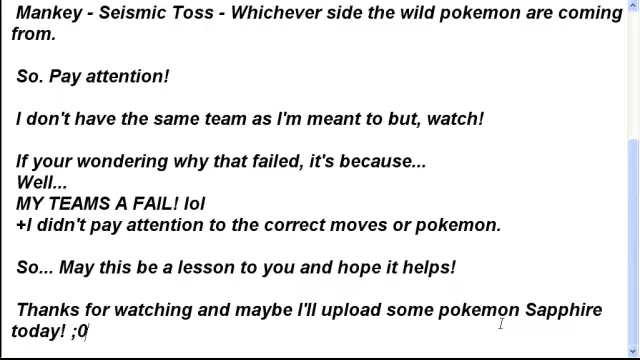 Mankey - Seismic Toss - Whichever side the wild pokemon are coming
from.
So. Pay attention!
I don't have the same team as I'm meant to but, watch!
If your wondering why that failed, it's because...
Well...
MY TEAMS A FAIL! lol
+I didn't pay attention to the correct moves or pokemon.
So... May this be a lesson to you and hope it helps!
Thanks for watching and maybe I'll upload some pokemon Sapphire
today! ;0